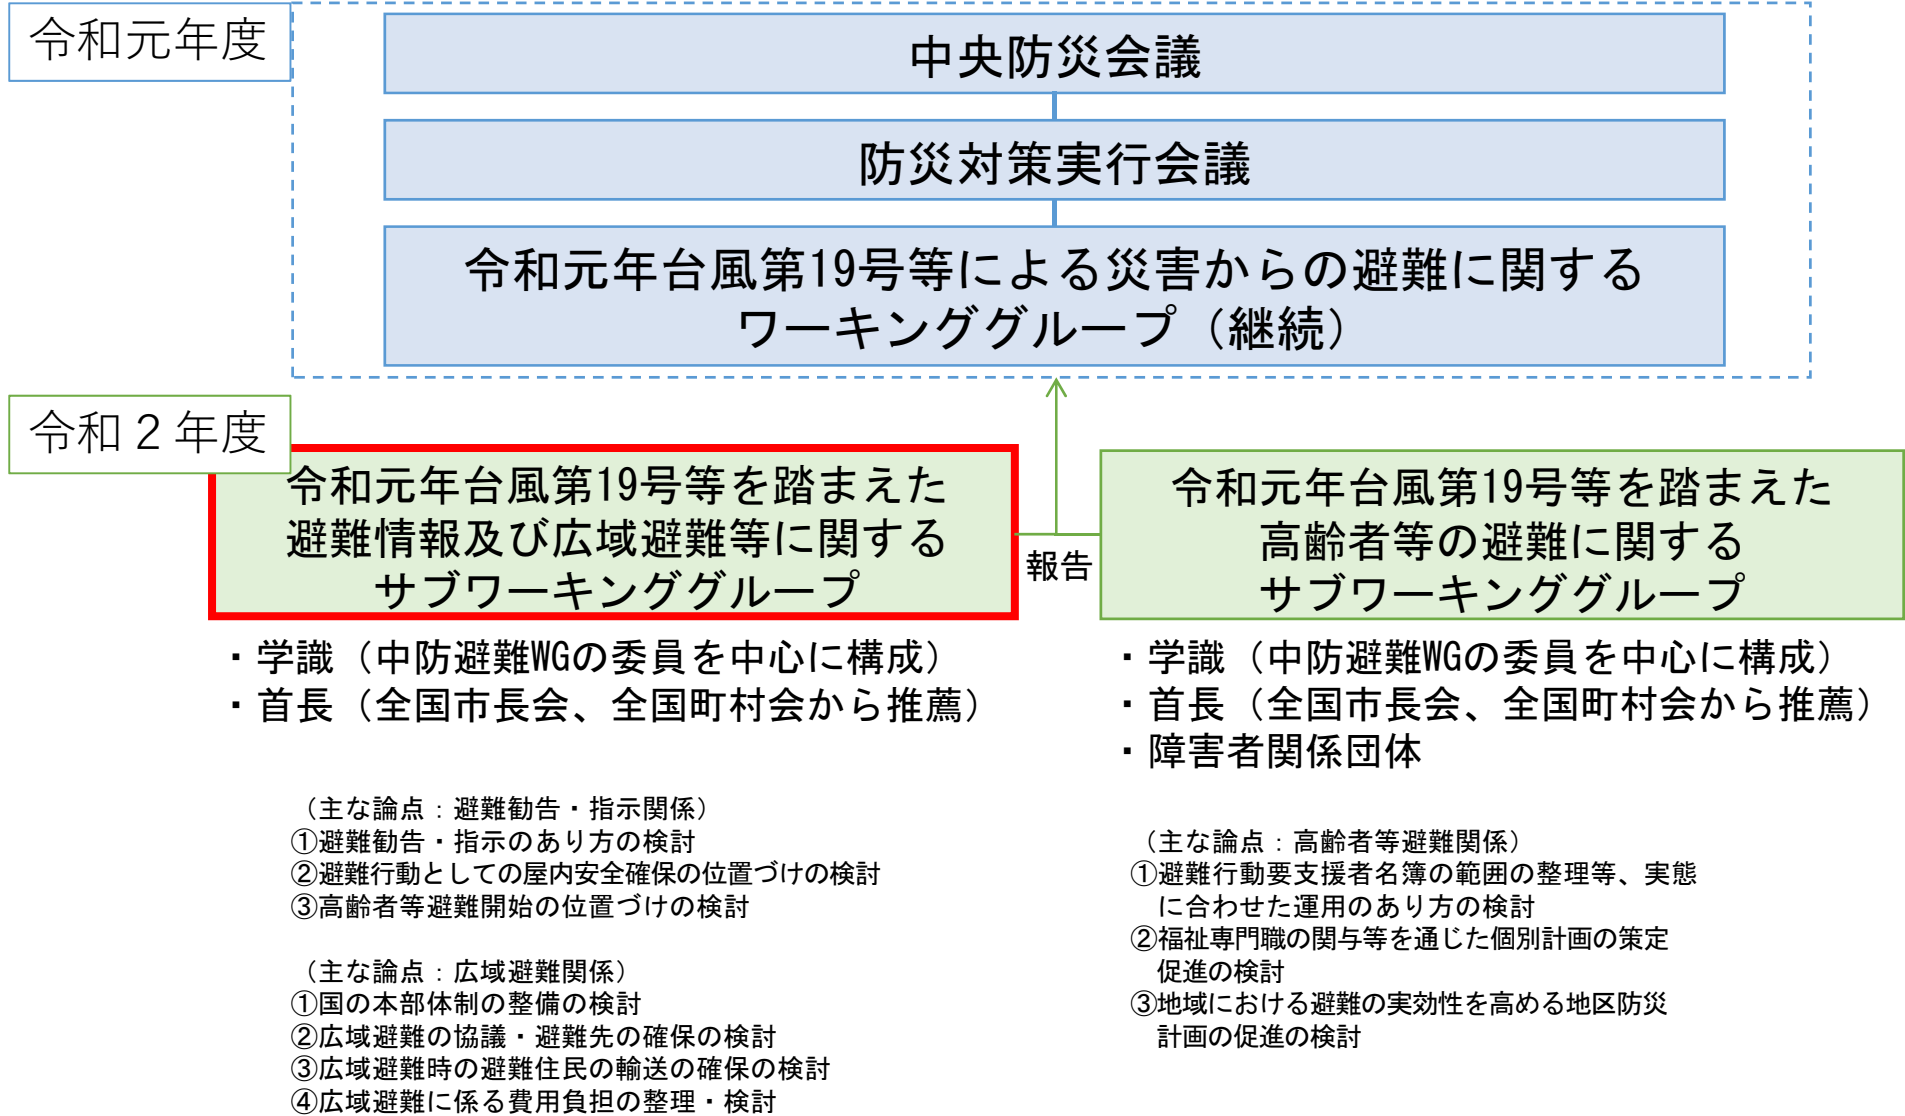 令和元年度
中央防災会議
防災対策実行会議
令和元年台風第19号等による災害からの避難に関する
ワーキンググループ（継続）
令和２年度
令和元年台風第19号等を踏まえた
避難情報及び広域避難等に関する
サブワーキンググループ
報告
令和元年台風第19号等を踏まえた
高齢者等の避難に関する
サブワーキンググループ
・学識（中防避難WGの委員を中心に構成）
・首長（全国市長会、全国町村会から推薦）
・学識（中防避難WGの委員を中心に構成）
・首長（全国市長会、全国町村会から推薦）
・障害者関係団体
（主な論点：避難勧告・指示関係）
①避難勧告・指示のあり方の検討
②避難行動としての屋内安全確保の位置づけの検討
③高齢者等避難開始の位置づけの検討
（主な論点：広域避難関係）
①国の本部体制の整備の検討
②広域避難の協議・避難先の確保の検討
③広域避難時の避難住民の輸送の確保の検討
④広域避難に係る費用負担の整理・検討
（主な論点：高齢者等避難関係）
①避難行動要支援者名簿の範囲の整理等、実態
に合わせた運用のあり方の検討
②福祉専門職の関与等を通じた個別計画の策定
促進の検討
③地域における避難の実効性を高める地区防災
計画の促進の検討